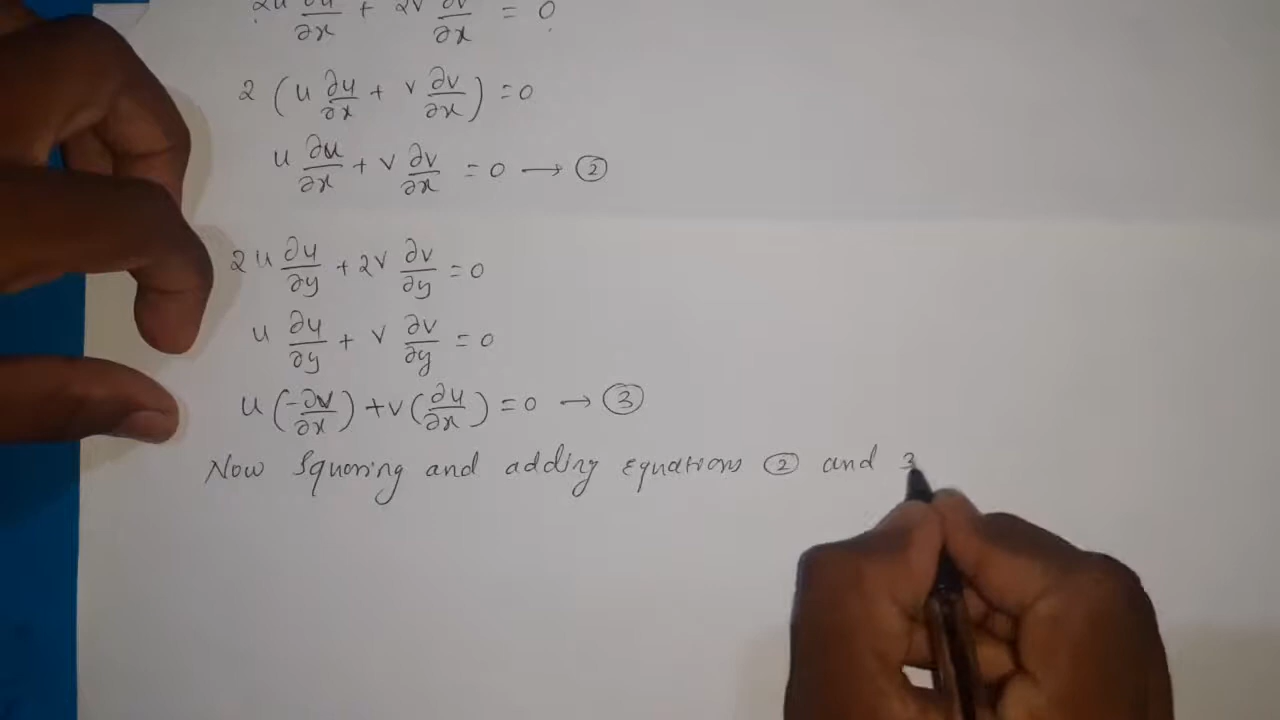 2u ∂u/∂x + 2v ∂v/∂x = 0
2 (u ∂u/∂x + v ∂v/∂x) = 0
u ∂u/∂x + v ∂v/∂x = 0 → ②
2u ∂u/∂y + 2v ∂v/∂y = 0
u ∂u/∂y + v ∂v/∂y = 0
u (-∂v/∂x) + v (∂u/∂x) = 0 → ③
Now Squaring and adding Equations ② and 3